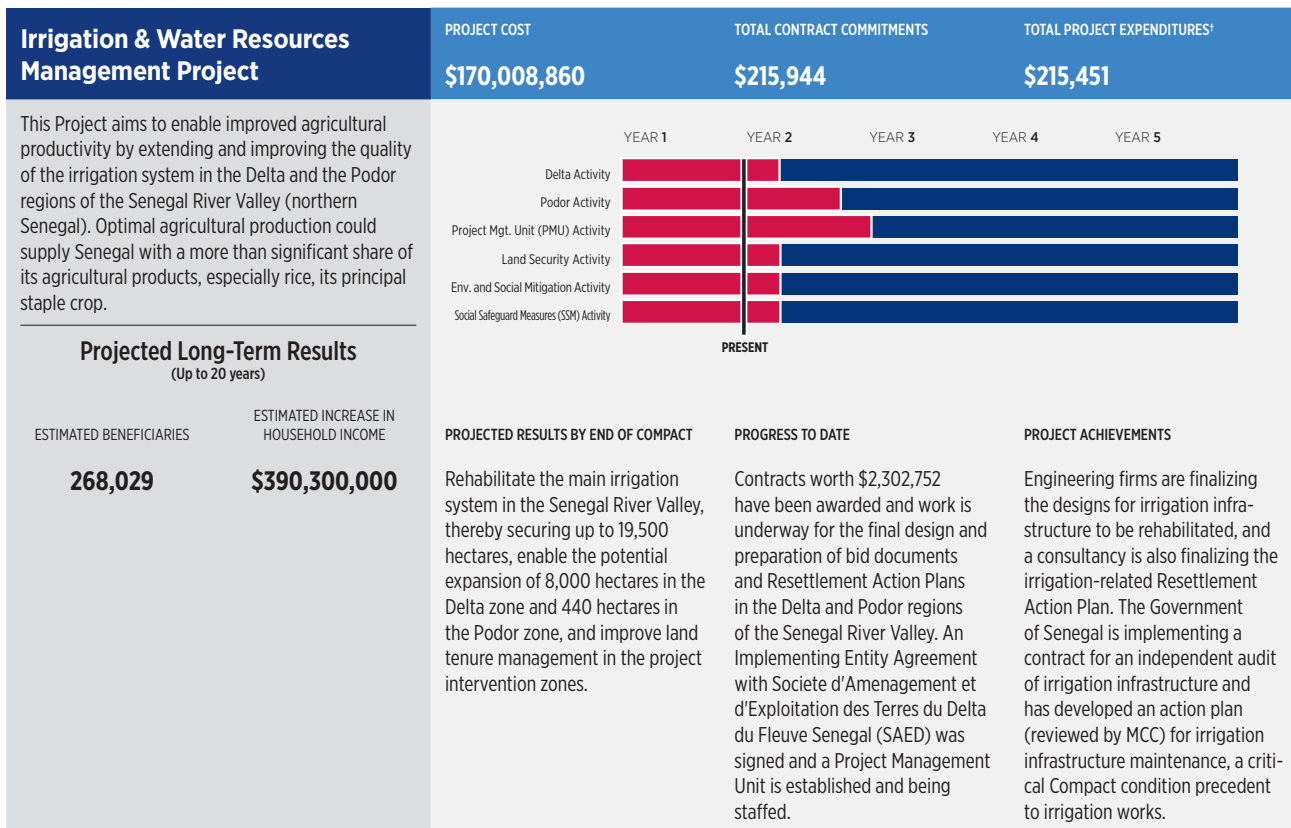 Irrigation & Water Resources
Management Project
PROJECT COST
$170,008,860
TOTAL CONTRACT COMMITMENTS
$215,944
TOTAL PROJECT EXPENDITURES†
$215,451
This Project aims to enable improved agricultural
productivity by extending and improving the quality
of the irrigation system in the Delta and the Podor
regions of the Senegal River Valley (northern
Senegal). Optimal agricultural production could
supply Senegal with a more than significant share of
its agricultural products, especially rice, its principal
staple crop.
Projected Long-Term Results
(Up to 20 years)
ESTIMATED BENEFICIARIES
268,029
ESTIMATED INCREASE IN
HOUSEHOLD INCOME
$390,300,000
YEAR 1 YEAR 2 YEAR 3 YEAR 4 YEAR 5
Delta Activity
Podor Activity
Project Mgt. Unit (PMU) Activity
Land Security Activity
Env. and Social Mitigation Activity
Social Safeguard Measures (SSM) Activity
PRESENT
PROJECTED RESULTS BY END OF COMPACT
Rehabilitate the main irrigation
system in the Senegal River Valley,
thereby securing up to 19,500
hectares, enable the potential
expansion of 8,000 hectares in the
Delta zone and 440 hectares in
the Podor zone, and improve land
tenure management in the project
intervention zones.
PROGRESS TO DATE
Contracts worth $2,302,752
have been awarded and work is
underway for the final design and
preparation of bid documents
and Resettlement Action Plans
in the Delta and Podor regions
of the Senegal River Valley. An
Implementing Entity Agreement
with Societe d'Amenagement et
d'Exploitation des Terres du Delta
du Fleuve Senegal (SAED) was
signed and a Project Management
Unit is established and being
staffed.
PROJECT ACHIEVEMENTS
Engineering firms are finalizing
the designs for irrigation infra-
structure to be rehabilitated, and
a consultancy is also finalizing the
irrigation-related Resettlement
Action Plan. The Government
of Senegal is implementing a
contract for an independent audit
of irrigation infrastructure and
has developed an action plan
(reviewed by MCC) for irrigation
infrastructure maintenance, a criti-
cal Compact condition precedent
to irrigation works.